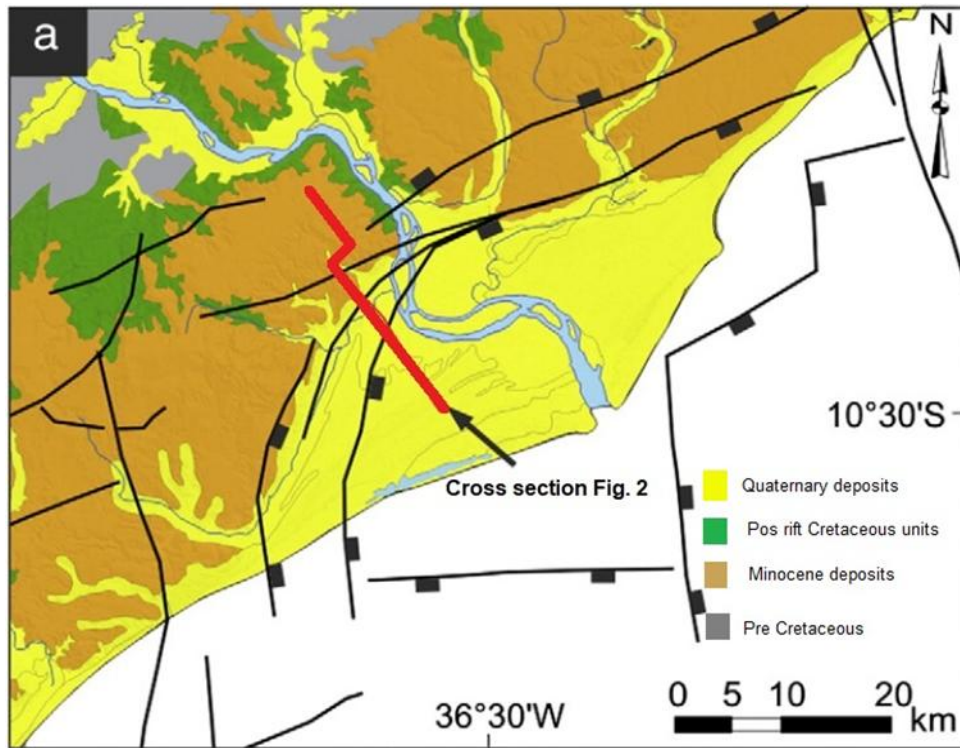 a
N
10°30'S
Cross section Fig. 2
Quaternary deposits
Pos rift Cretaceous units
Minocene deposits
Pre Cretaceous
36°30'W
0 5 10 20
km